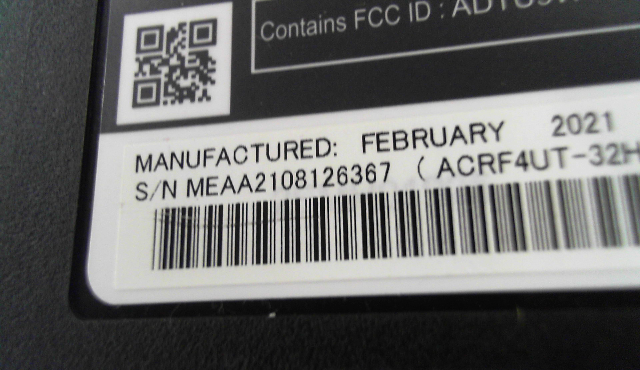 Contains FCC ID :
MANUFACTURED: FEBRUARY 2021
S/N MEAA2108126367 ( ACRF4UT-32H